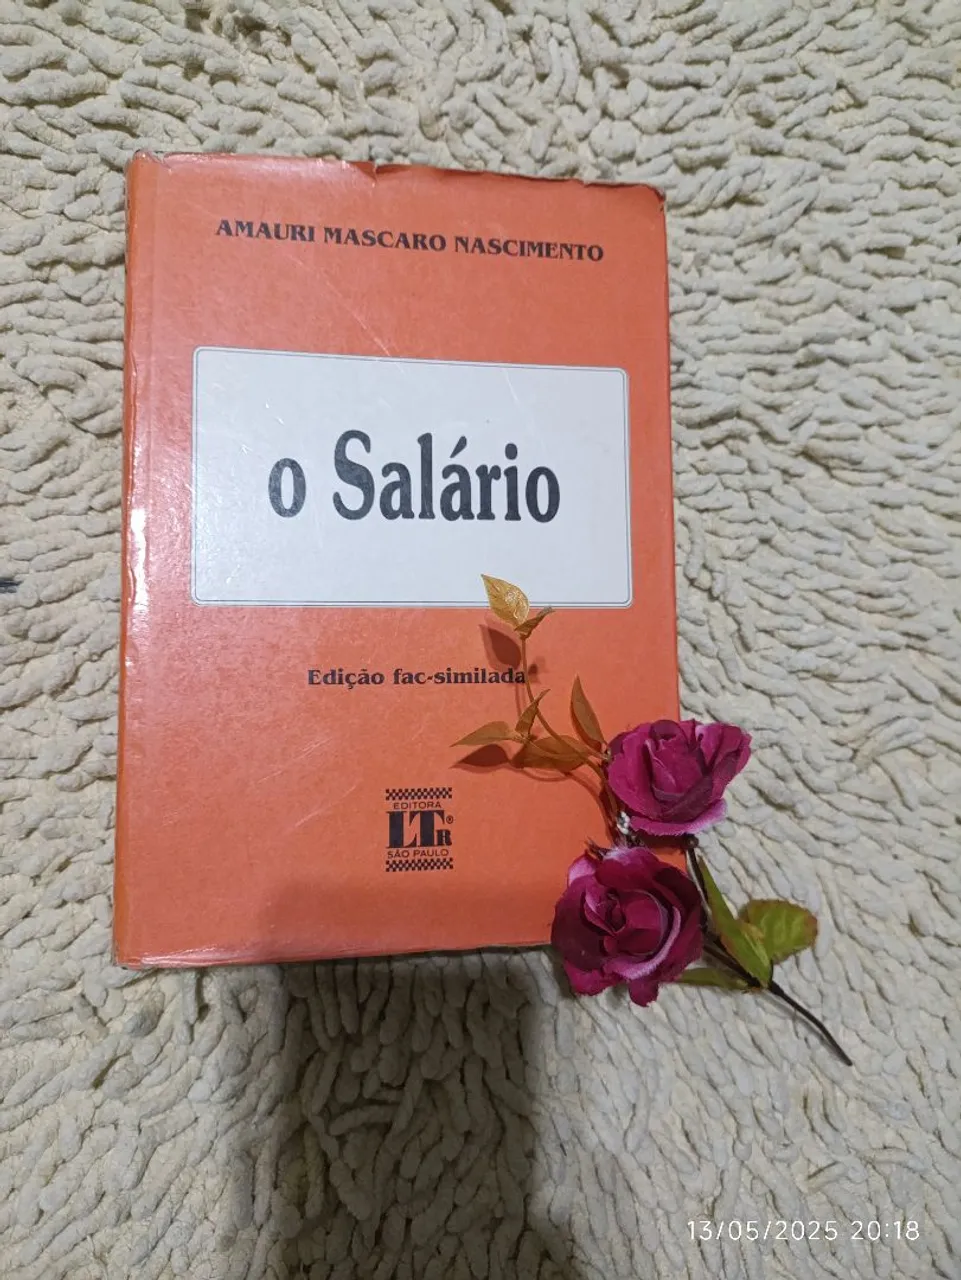 AMAURI MASCARO NASCIMENTO
o Salário
Edição fac-similada
EDITORA
LTR®
SÃO PAULO
13/05/2025 20:18